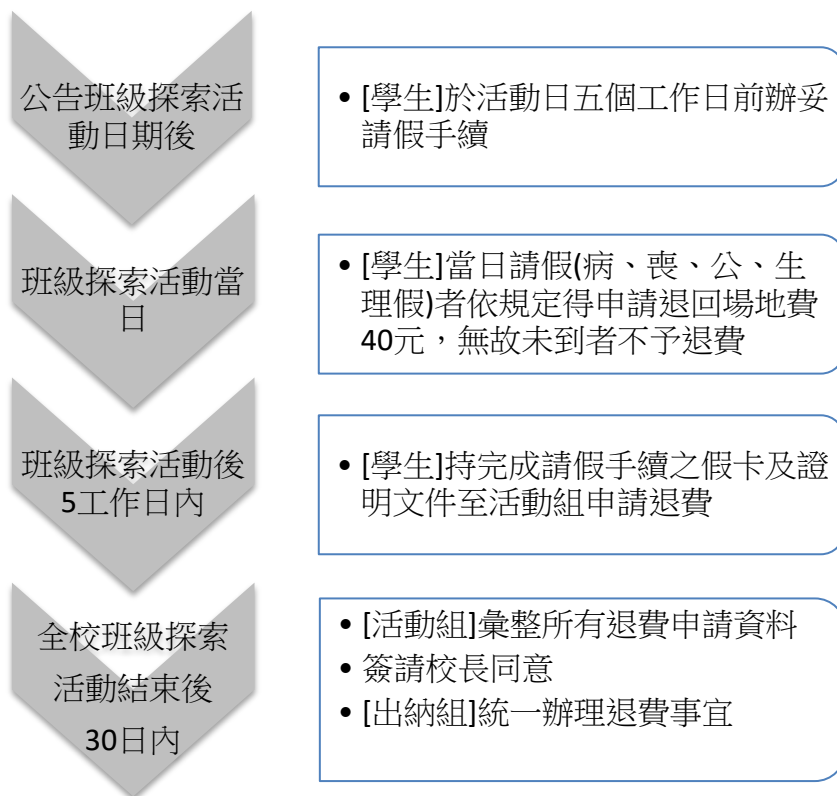 公告班級探索活
動日期後
• [學生]於活動日五個工作日前辦妥
請假手續
班級探索活動當
日
• [學生]當日請假(病、喪、公、生
理假)者依規定得申請退回場地費
40元，無故未到者不予退費
班級探索活動後
5工作日內
• [學生]持完成請假手續之假卡及證
明文件至活動組申請退費
全校班級探索
活動結束後
30日內
• [活動組]彙整所有退費申請資料
• 簽請校長同意
• [出納組]統一辦理退費事宜